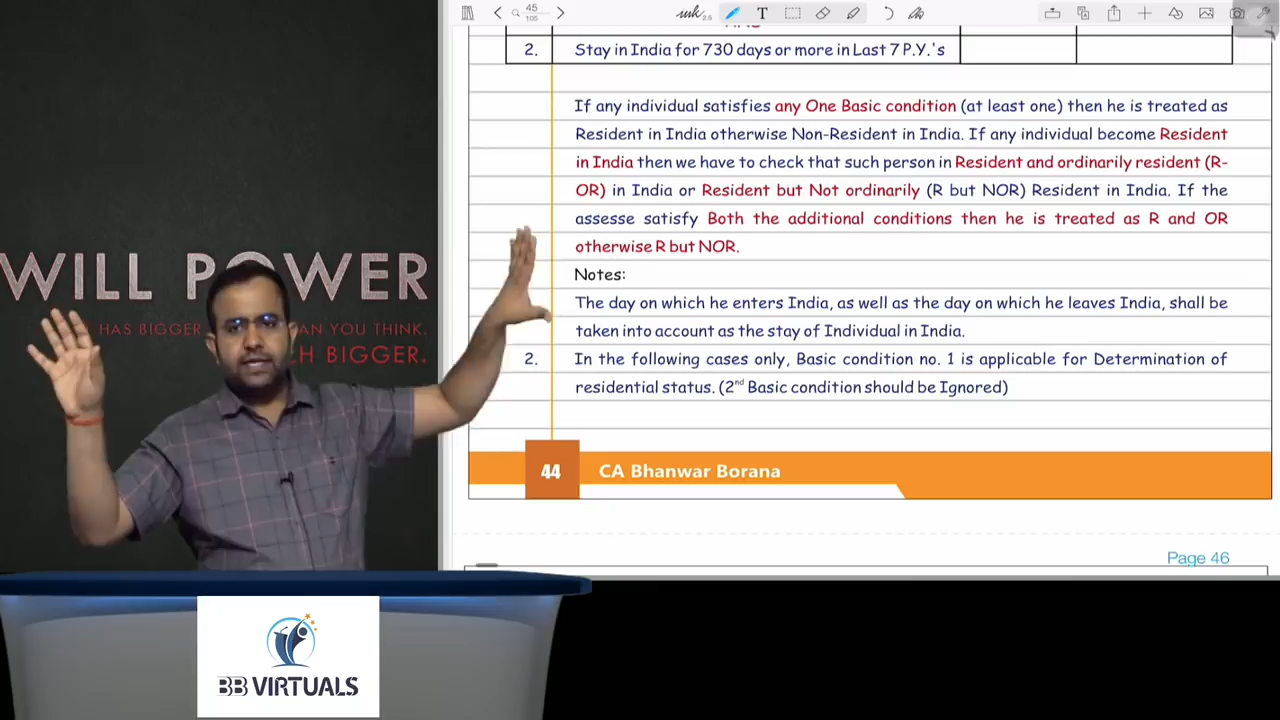 45
105
2.5
T
2. Stay in India for 730 days or more in Last 7 P.Y.'s
If any individual satisfies any One Basic condition (at least one) then he is treated as
Resident in India otherwise Non-Resident in India. If any individual become Resident
in India then we have to check that such person in Resident and ordinarily resident (R-
OR) in India or Resident but Not ordinarily (R but NOR) Resident in India. If the
assesse satisfy Both the additional conditions then he is treated as R and OR
otherwise R but NOR.
Notes:
The day on which he enters India, as well as the day on which he leaves India, shall be
taken into account as the stay of Individual in India.
2. In the following cases only, Basic condition no. 1 is applicable for Determination of
residential status. (2nd Basic condition should be Ignored)
44 CA Bhanwar Borana
Page 46
WILL POWER
HAS BIGGER AN YOU THINK.
CH BIGGER.
BB VIRTUALS